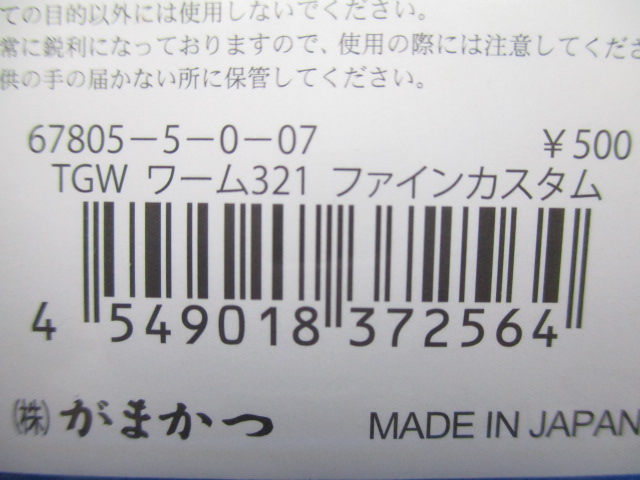 ての目的以外には使用しないでください。
常に鋭利になっておりますので、使用の際には注意してくださ
供の手の届かない所に保管してください。
67805-5-0-07 ¥500
TGW ワーム321 ファインカスタム
4 549018 372564
㈱がまかつ MADE IN JAPAN